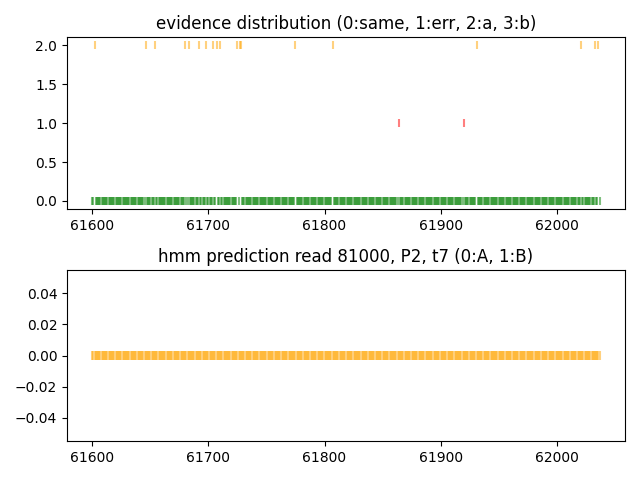 evidence distribution (0:same, 1:err, 2:a, 3:b)
2.0
1.5
1.0
0.5
0.0
61600 61700 61800 61900 62000
hmm prediction read 81000, P2, t7 (0:A, 1:B)
0.04
0.02
0.00
−0.02
−0.04
61600 61700 61800 61900 62000